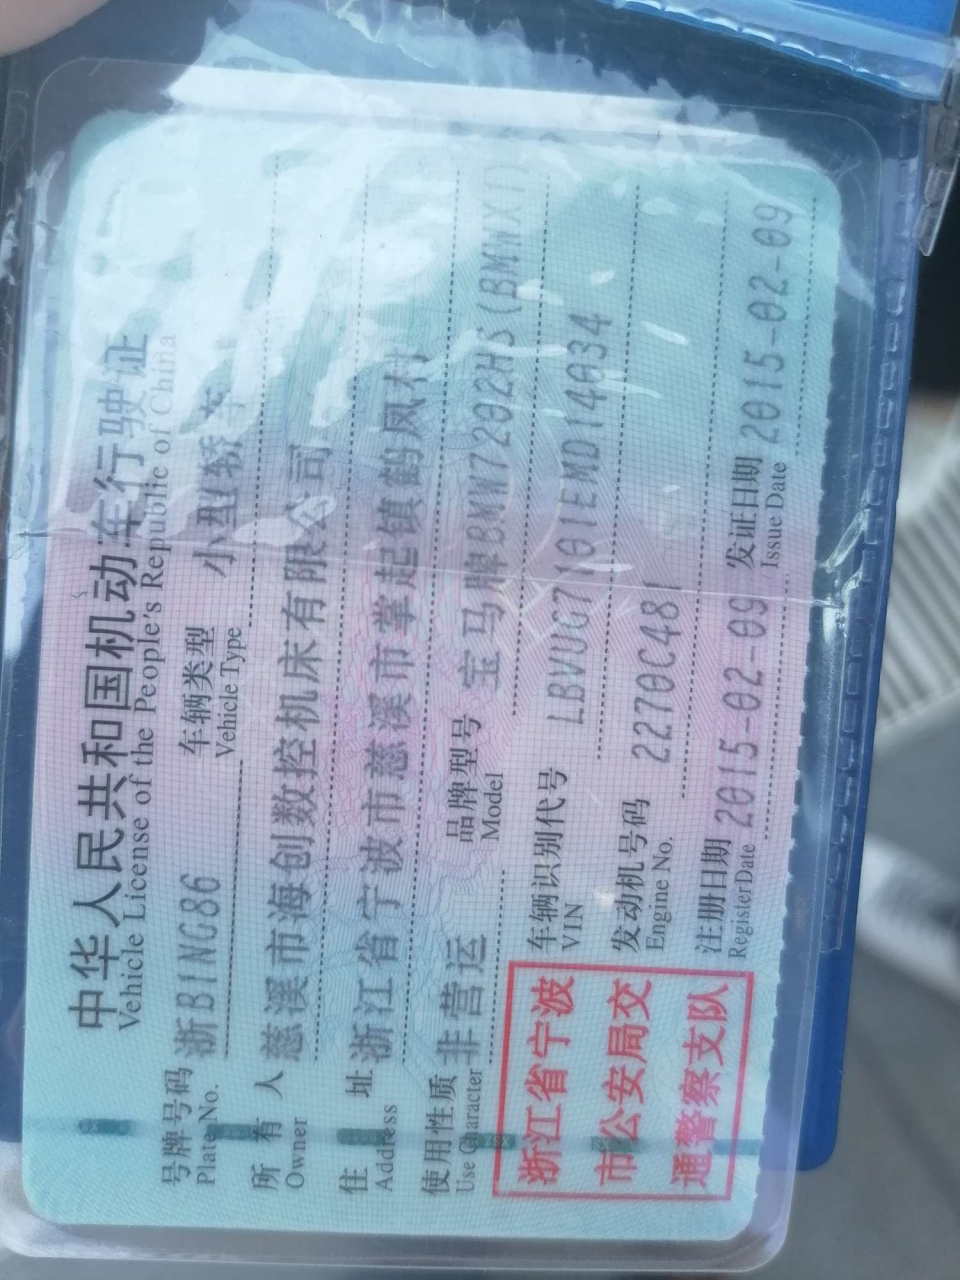 中华人民共和国机动车行驶证
Vehicle License of the People's Republic of China
号牌号码 浙B1NG86 车辆类型 小型轿车
Plate No. Vehicle Type
所有人 慈溪市海创数控机床有限公司
Owner
住址 浙江省宁波市慈溪市掌起镇鹤凤村
Address
使用性质 非营运 品牌型号 宝马牌BMW7202HS(BMWX1)
Use Character Model
车辆识别代号 LBVUG7101EMD14034
VIN
发动机号码 2270C481
Engine No.
注册日期 2015-02-09 发证日期 2015-02-09
Register Date Issue Date
浙江省宁波
市公安局交
通警察支队